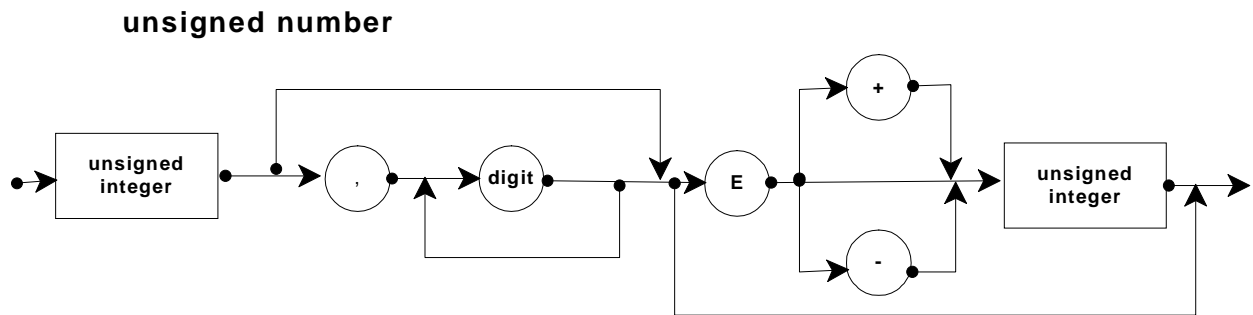 unsigned number
unsigned
integer
,
digit
E
+
-
unsigned
integer